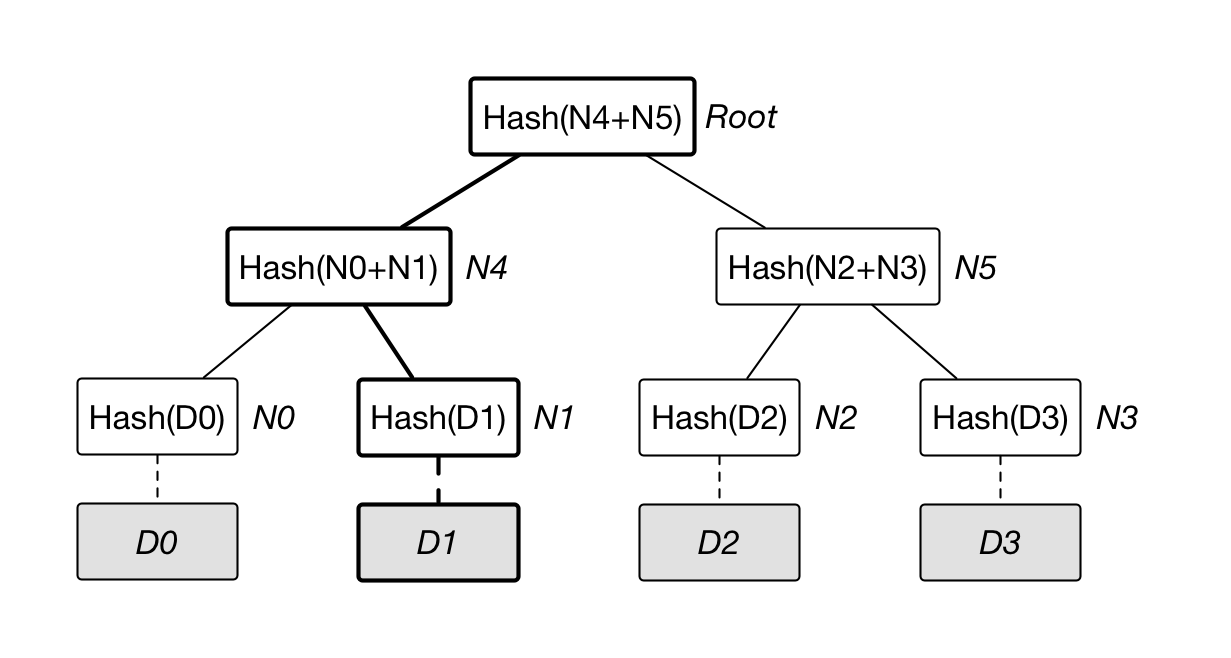 Hash(N4+N5) Root
Hash(N0+N1) N4 Hash(N2+N3) N5
Hash(D0) N0 Hash(D1) N1 Hash(D2) N2 Hash(D3) N3
D0 D1 D2 D3